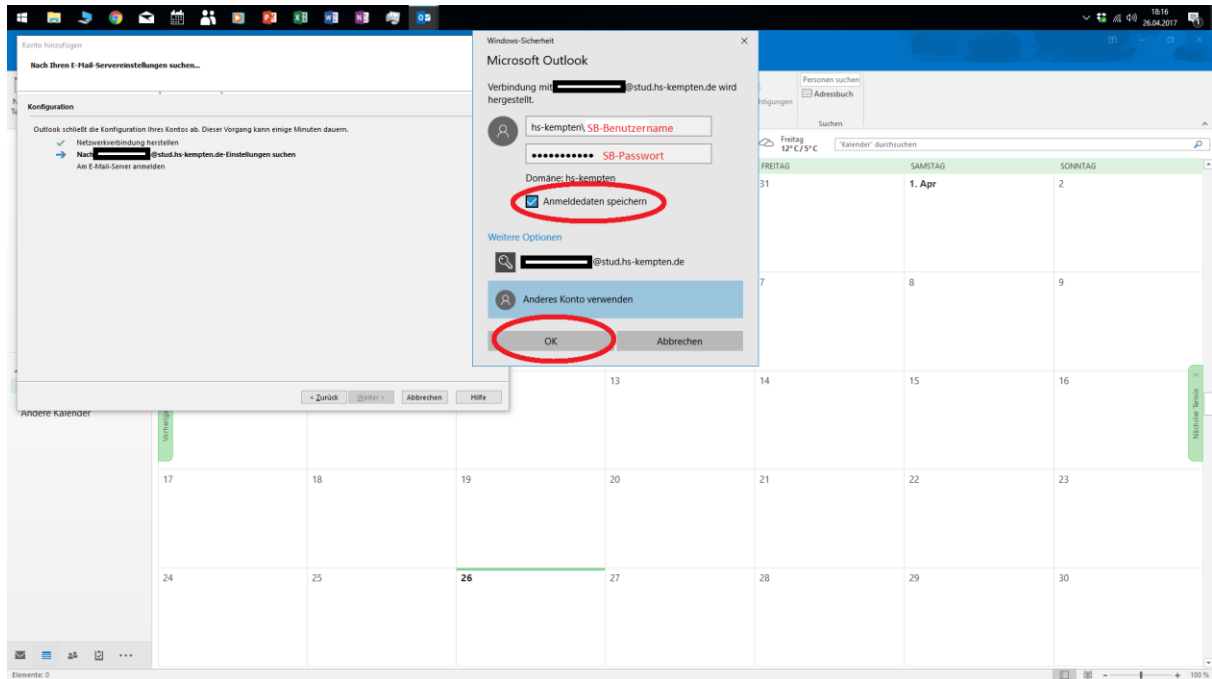 18:16
26.04.2017
Konto hinzufügen
Nach Ihren E-Mail-Servereinstellungen suchen...
Konfiguration
Outlook schließt die Konfiguration Ihres Kontos ab. Dieser Vorgang kann einige Minuten dauern.
Netzwerkverbindung herstellen
Nach @stud.hs-kempten.de-Einstellungen suchen
Am E-Mail-Server anmelden
< Zurück Weiter > Abbrechen Hilfe
Windows-Sicherheit
Microsoft Outlook
Verbindung mit @stud.hs-kempten.de wird
hergestellt.
hs-kempten\ SB-Benutzername
SB-Passwort
Domäne: hs-kempten
Anmeldedaten speichern
Weitere Optionen
@stud.hs-kempten.de
Anderes Konto verwenden
OK Abbrechen
Personen suchen
Adressbuch
htigungen
Suchen
Freitag
12°C/5°C
'Kalender' durchsuchen
FREITAG SAMSTAG SONNTAG
31 1. Apr 2
7 8 9
13 14 15 16
Andere Kalender
Vorherige
Nächster Termin
17 18 19 20 21 22 23
24 25 26 27 28 29 30
Elemente: 0
100 %